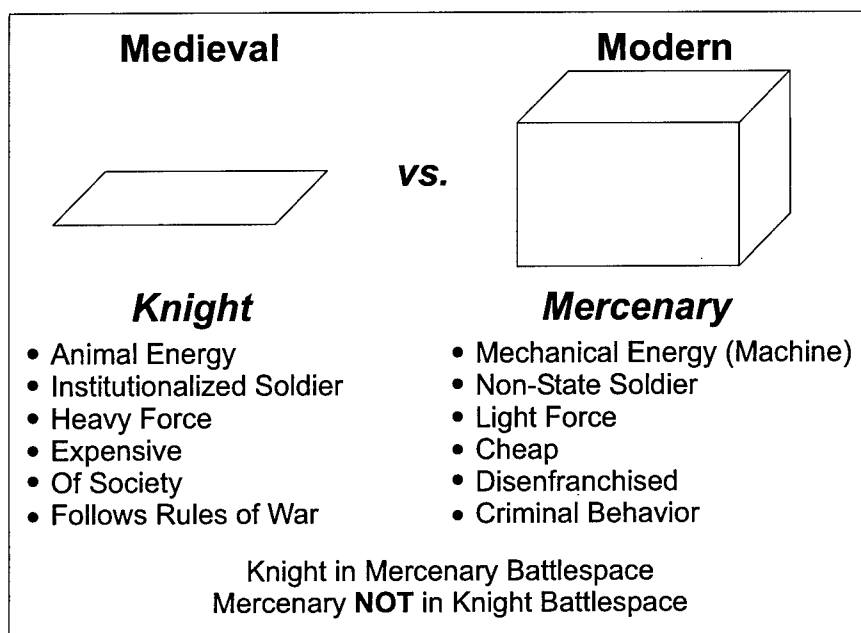 Medieval
Modern
vs.
Knight
• Animal Energy
• Institutionalized Soldier
• Heavy Force
• Expensive
• Of Society
• Follows Rules of War
Mercenary
• Mechanical Energy (Machine)
• Non-State Soldier
• Light Force
• Cheap
• Disenfranchised
• Criminal Behavior
Knight in Mercenary Battlespace
Mercenary NOT in Knight Battlespace